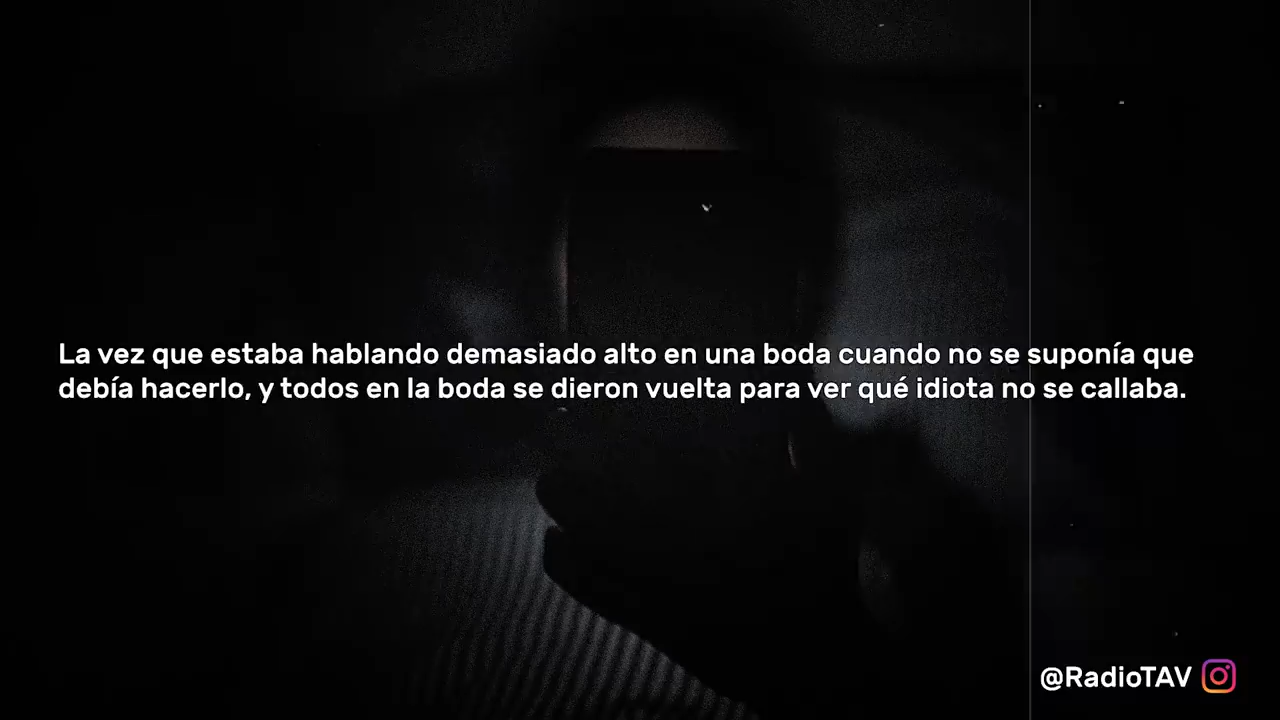 La vez que estaba hablando demasiado alto en una boda cuando no se suponía que
debía hacerlo, y todos en la boda se dieron vuelta para ver qué idiota no se callaba.
@RadioTAV